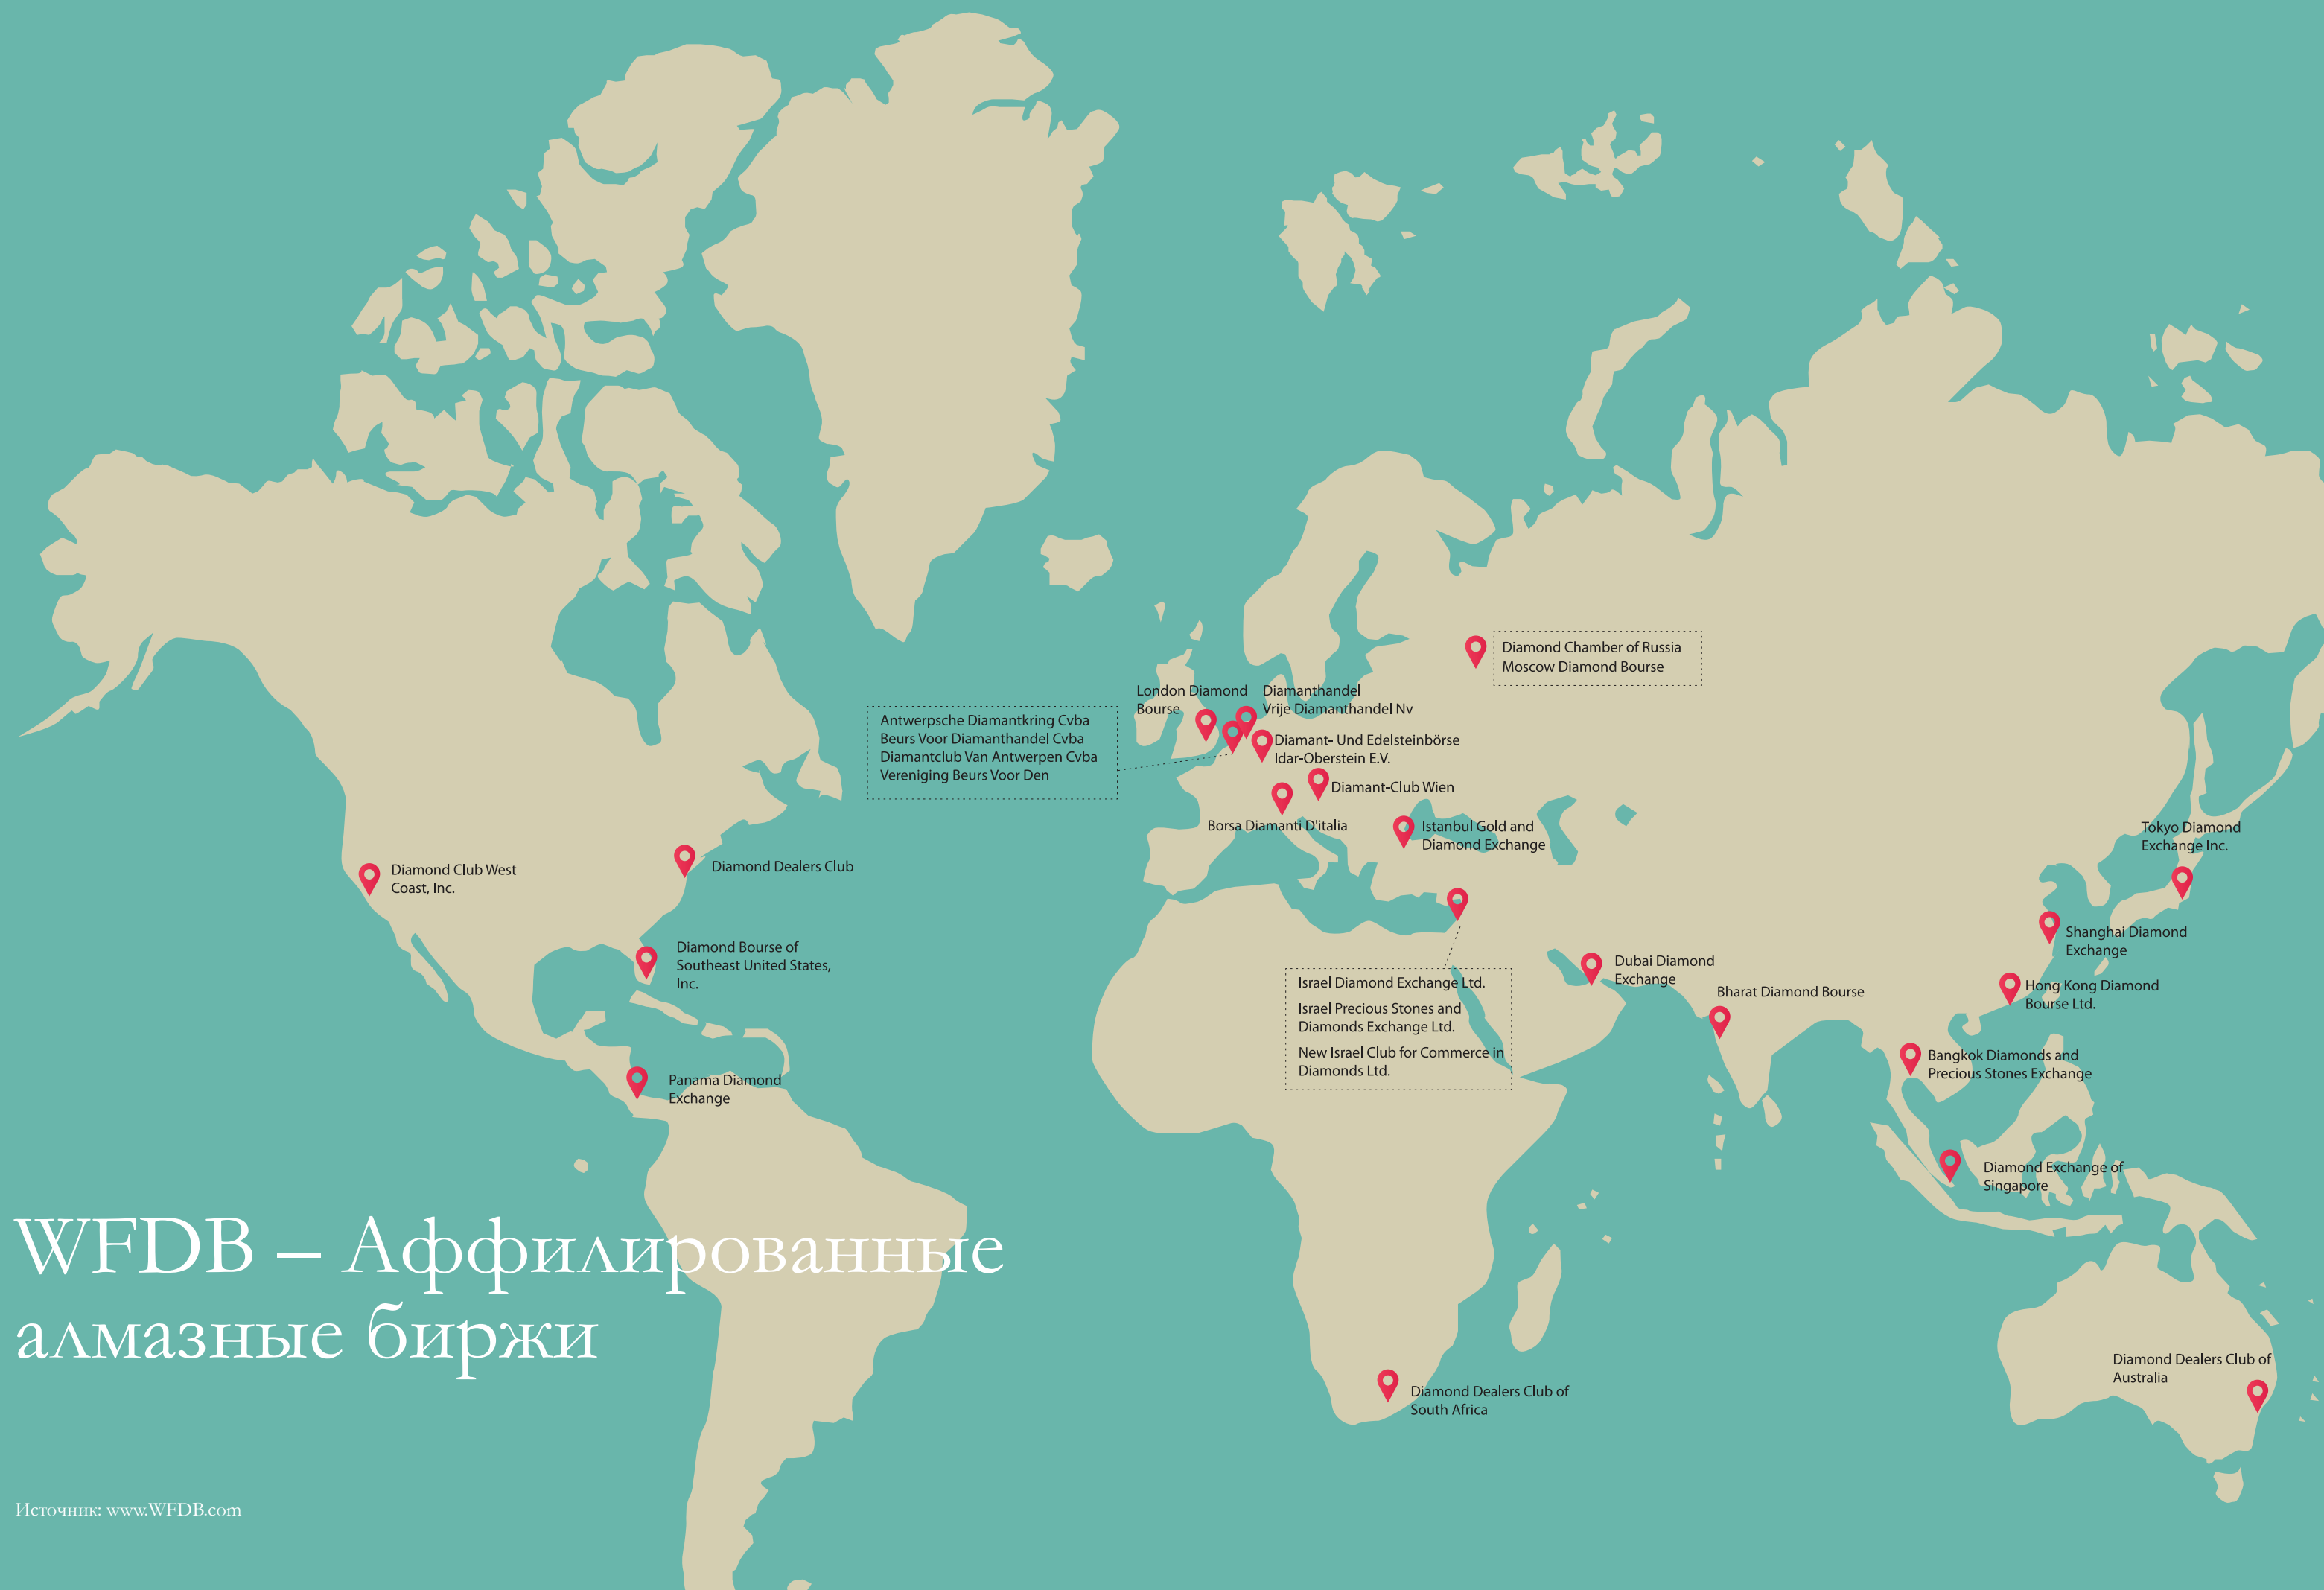 Diamond Chamber of Russia
Moscow Diamond Bourse
London Diamond
Bourse
Diamanthandel
Vrije Diamanthandel Nv
Antwerpsche Diamantkring Cvba
Beurs Voor Diamanthandel Cvba
Diamantclub Van Antwerpen Cvba
Vereniging Beurs Voor Den
Diamant- Und Edelsteinbörse
Idar-Oberstein E.V.
Diamant-Club Wien
Borsa Diamanti D'italia
Istanbul Gold and
Diamond Exchange
Tokyo Diamond
Exchange Inc.
Diamond Club West
Coast, Inc.
Diamond Dealers Club
Diamond Bourse of
Southeast United States,
Inc.
Shanghai Diamond
Exchange
Dubai Diamond
Exchange
Israel Diamond Exchange Ltd.
Israel Precious Stones and
Diamonds Exchange Ltd.
New Israel Club for Commerce in
Diamonds Ltd.
Bharat Diamond Bourse
Hong Kong Diamond
Bourse Ltd.
Bangkok Diamonds and
Precious Stones Exchange
Panama Diamond
Exchange
Diamond Exchange of
Singapore
WFDB – Аффилированные
алмазные биржи
Diamond Dealers Club of
Australia
Diamond Dealers Club of
South Africa
Источник: www.WFDB.com